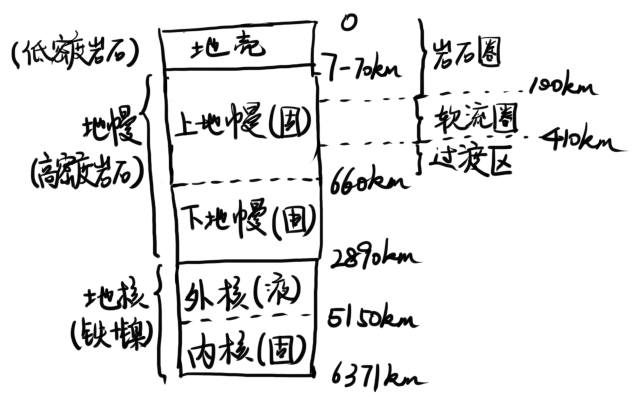 0
(低密度岩石)
地壳
7-70km
岩石圈
100km
地幔
(高密度岩石)
上地幔(固)
软流圈
410km
过渡区
660km
下地幔(固)
2890km
地核
(铁+镍)
外核(液)
5150km
内核(固)
6371km